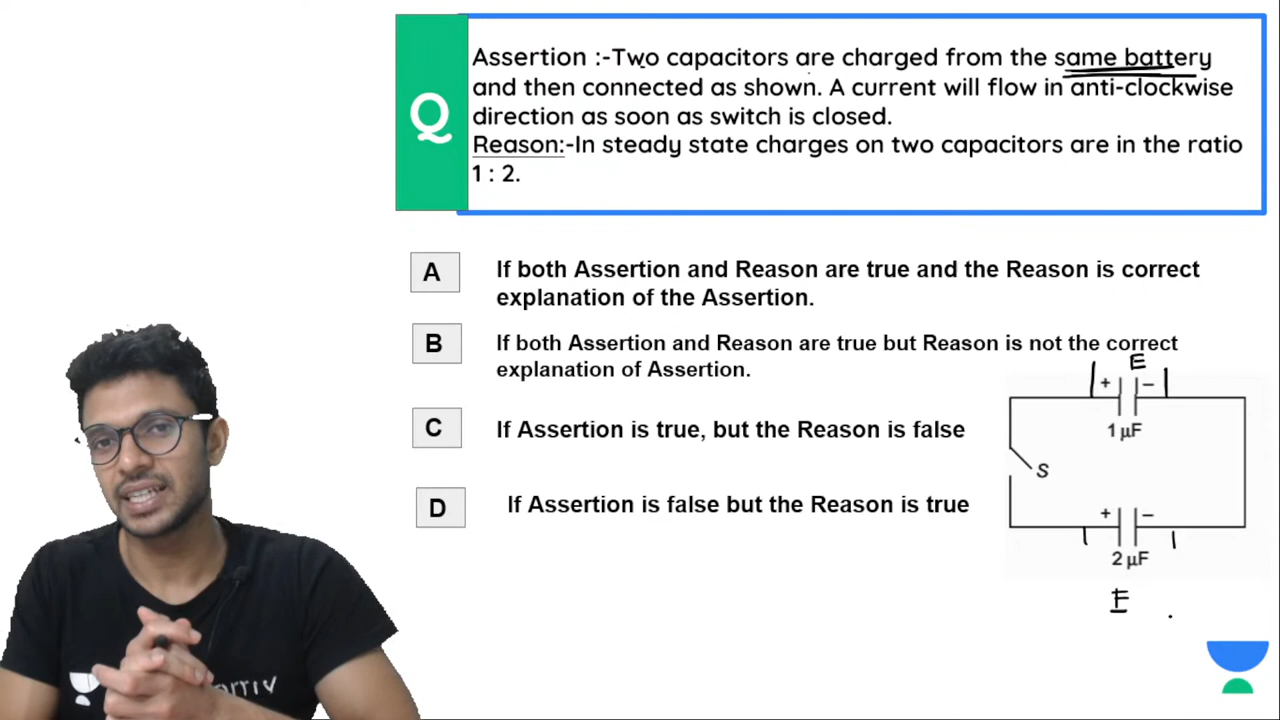 Q
Assertion :-Two capacitors are charged from the same battery
and then connected as shown. A current will flow in anti-clockwise
direction as soon as switch is closed.
Reason:-In steady state charges on two capacitors are in the ratio
1 : 2.
A
If both Assertion and Reason are true and the Reason is correct
explanation of the Assertion.
B
If both Assertion and Reason are true but Reason is not the correct
explanation of Assertion.
C
If Assertion is true, but the Reason is false
D
If Assertion is false but the Reason is true
E
+ −
1 μF
S
+ −
2 μF
E